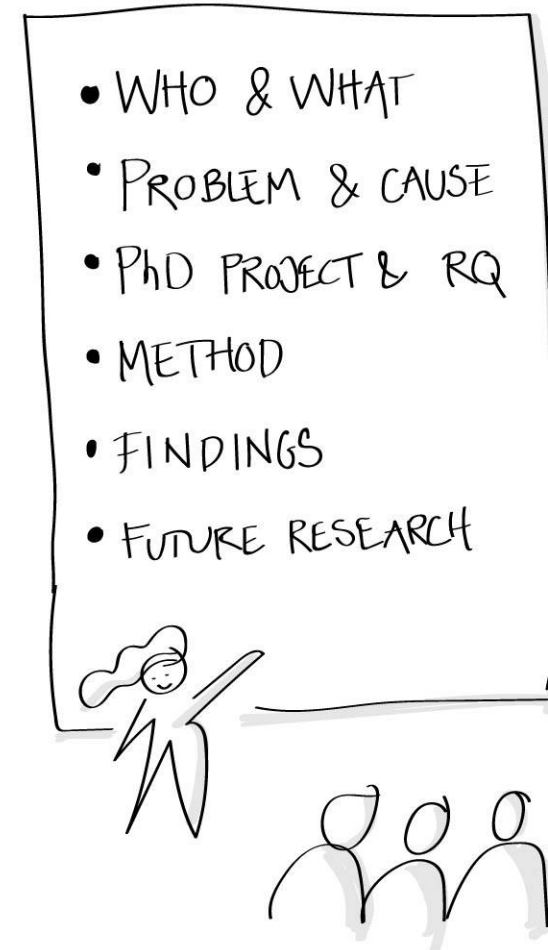 • WHO & WHAT
• PROBLEM & CAUSE
• PhD PROJECT & RQ
• METHOD
• FINDINGS
• FUTURE RESEARCH